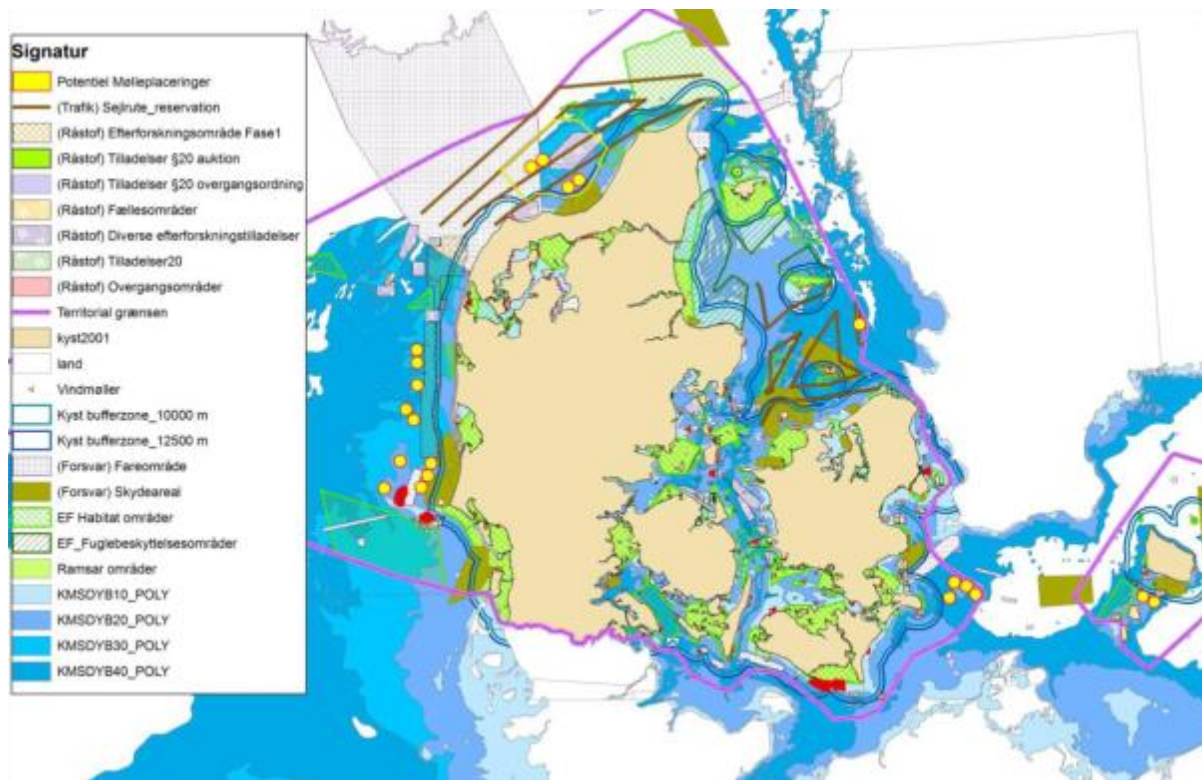 Signatur
Potentiel Mølleplaceringer
(Trafik) Sejlrute_reservation
(Råstof) Efterforskningsområde Fase1
(Råstof) Tilladelser §20 auktion
(Råstof) Tilladelser §20 overgangsordning
(Råstof) Fællesområder
(Råstof) Diverse efterforskningstilladelser
(Råstof) Tilladelser20
(Råstof) Overgangsområder
Territorial grænsen
kyst2001
land
Vindmøller
Kyst bufferzone_10000 m
Kyst bufferzone_12500 m
(Forsvar) Fareområde
(Forsvar) Skydeareal
EF Habitat områder
EF_Fuglebeskyttelsesområder
Ramsar områder
KMSDYB10_POLY
KMSDYB20_POLY
KMSDYB30_POLY
KMSDYB40_POLY